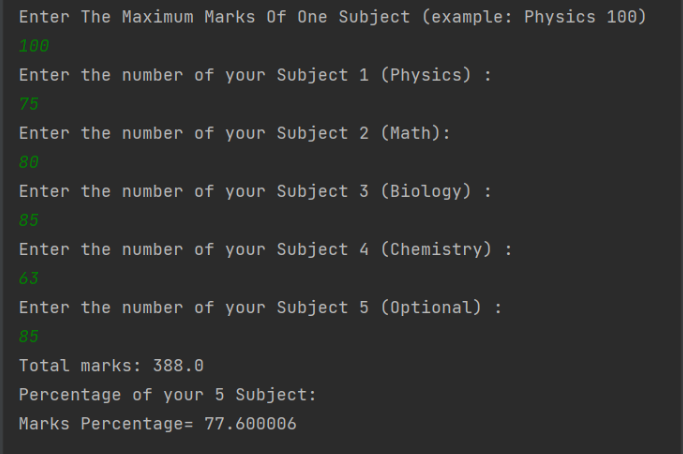 Enter The Maximum Marks Of One Subject (example: Physics 100)
100
Enter the number of your Subject 1 (Physics) :
75
Enter the number of your Subject 2 (Math):
80
Enter the number of your Subject 3 (Biology) :
85
Enter the number of your Subject 4 (Chemistry) :
63
Enter the number of your Subject 5 (Optional) :
85
Total marks: 388.0
Percentage of your 5 Subject:
Marks Percentage= 77.600006